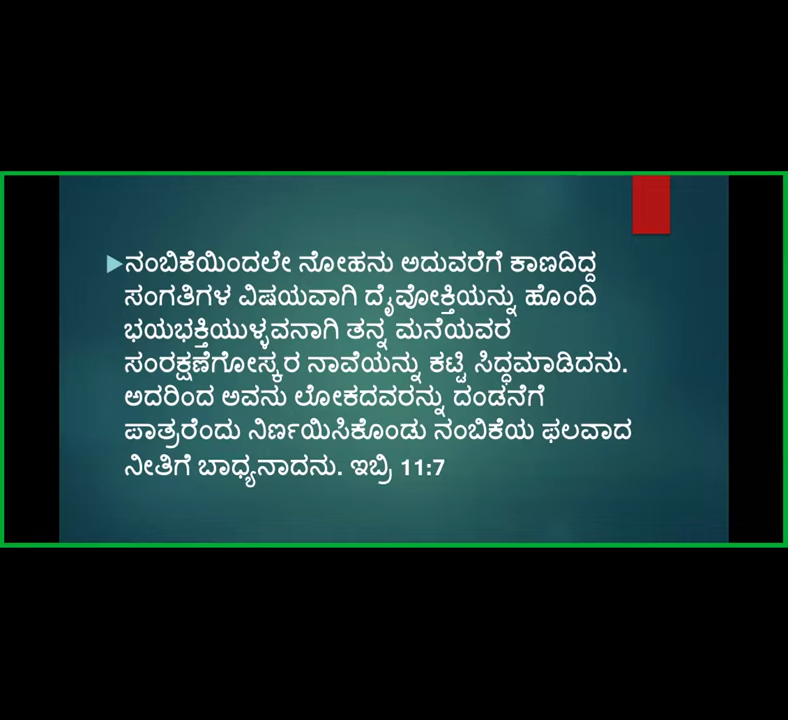 ನಂಬಿಕೆಯಿಂದಲೇ ನೋಹನು ಅದುವರೆಗೆ ಕಾಣದಿದ್ದ
ಸಂಗತಿಗಳ ವಿಷಯವಾಗಿ ದೈವೋಕ್ತಿಯನ್ನು ಹೊಂದಿ
ಭಯಭಕ್ತಿಯುಳ್ಳವನಾಗಿ ತನ್ನ ಮನೆಯವರ
ಸಂರಕ್ಷಣೆಗೋಸ್ಕರ ನಾವೆಯನ್ನು ಕಟ್ಟಿ ಸಿದ್ಧಮಾಡಿದನು.
ಅದರಿಂದ ಅವನು ಲೋಕದವರನ್ನು ದಂಡನೆಗೆ
ಪಾತ್ರರೆಂದು ನಿರ್ಣಯಿಸಿಕೊಂಡು ನಂಬಿಕೆಯ ಫಲವಾದ
ನೀತಿಗೆ ಬಾಧ್ಯನಾದನು. ಇಬ್ರಿ 11:7